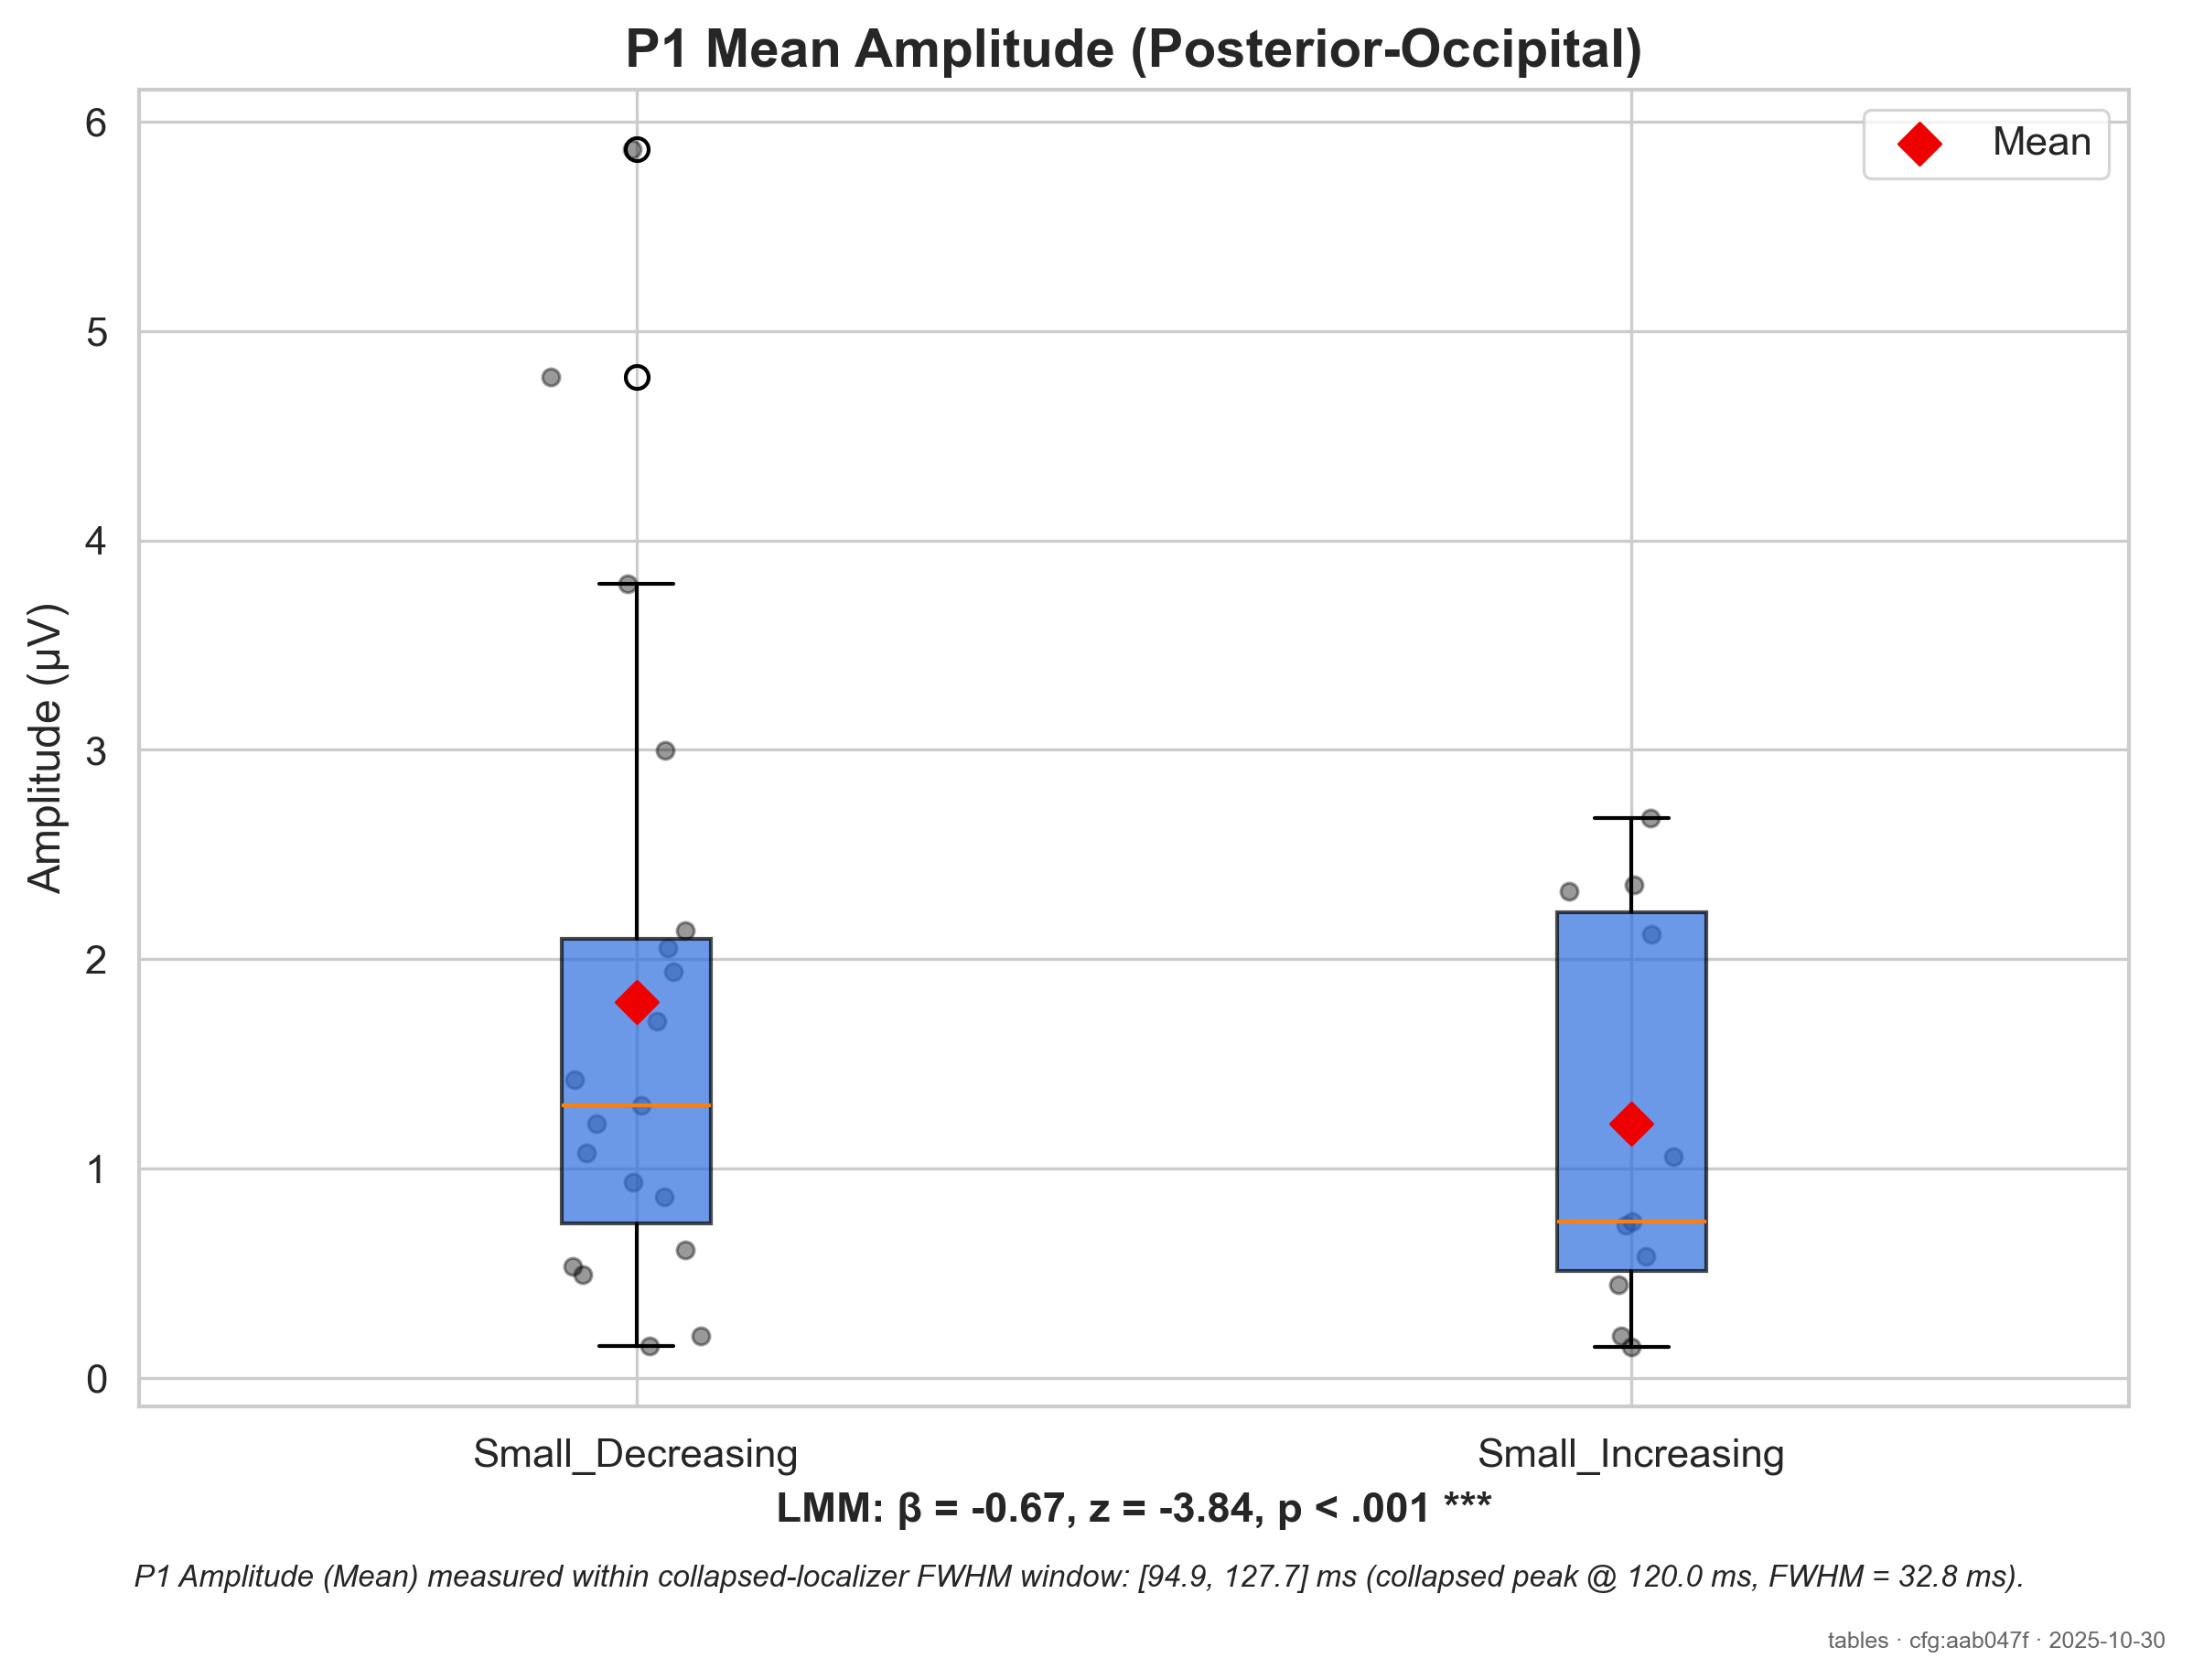 P1 Mean Amplitude (Posterior-Occipital)
Mean
Amplitude (µV)
6
5
4
3
2
1
0
Small_Decreasing
Small_Increasing
LMM: β = -0.67, z = -3.84, p < .001 ***
P1 Amplitude (Mean) measured within collapsed-localizer FWHM window: [94.9, 127.7] ms (collapsed peak @ 120.0 ms, FWHM = 32.8 ms).
tables · cfg:aab047f · 2025-10-30